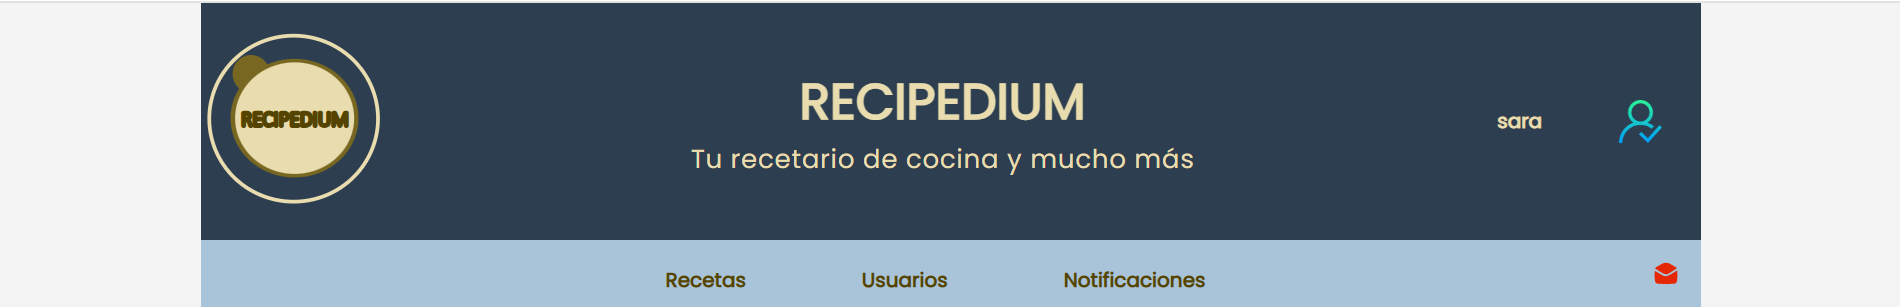 RECIPEDIUM
RECIPEDIUM
Tu recetario de cocina y mucho más
sara
Recetas Usuarios Notificaciones